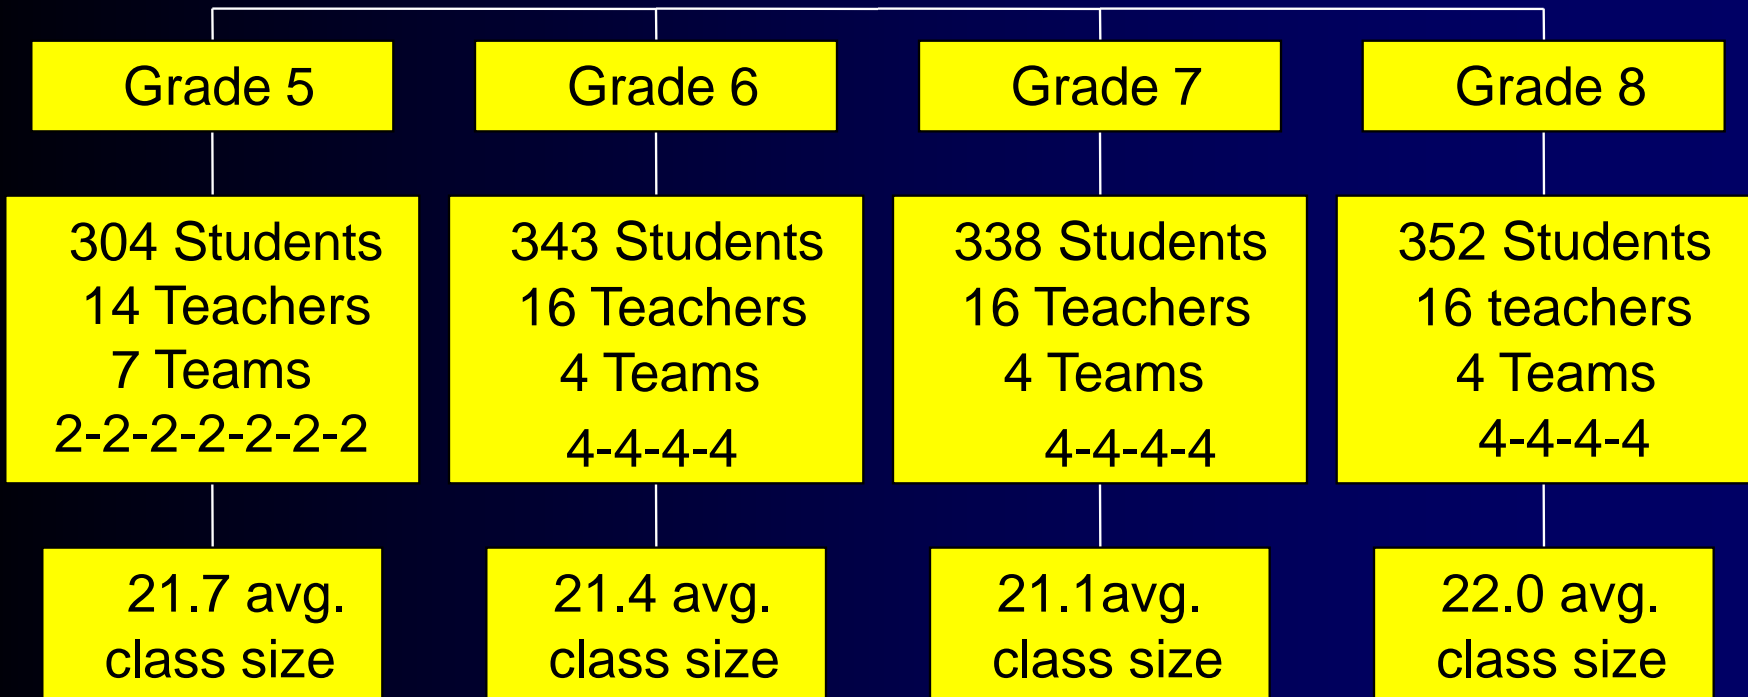 Grade 5
Grade 6
Grade 7
Grade 8
304 Students
14 Teachers
7 Teams
2-2-2-2-2-2-2
343 Students
16 Teachers
4 Teams
4-4-4-4
338 Students
16 Teachers
4 Teams
4-4-4-4
352 Students
16 teachers
4 Teams
4-4-4-4
21.7 avg.
class size
21.4 avg.
class size
21.1avg.
class size
22.0 avg.
class size